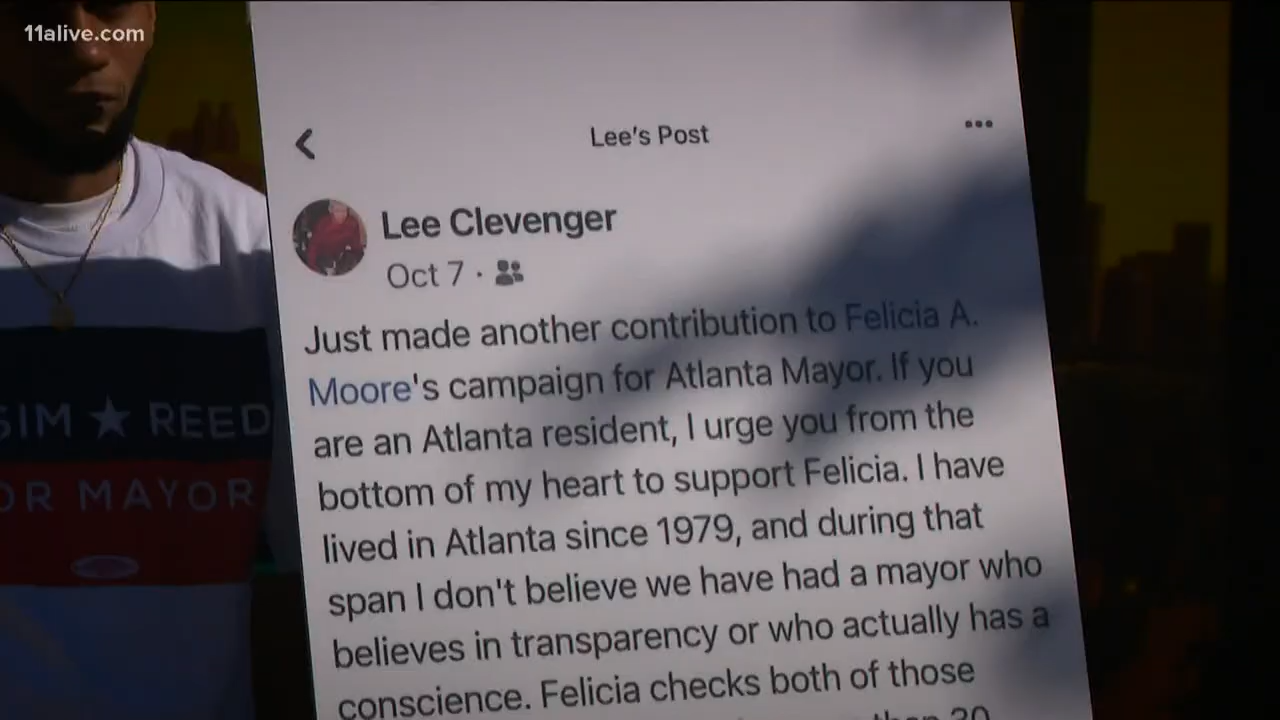 11alive.com
Lee's Post
Lee Clevenger
Oct 7 ·
Just made another contribution to Felicia A.
Moore's campaign for Atlanta Mayor. If you
are an Atlanta resident, I urge you from the
bottom of my heart to support Felicia. I have
lived in Atlanta since 1979, and during that
span I don't believe we have had a mayor who
believes in transparency or who actually has a
conscience. Felicia checks both of those
than 20
SIM ★ REED
OR MAYOR